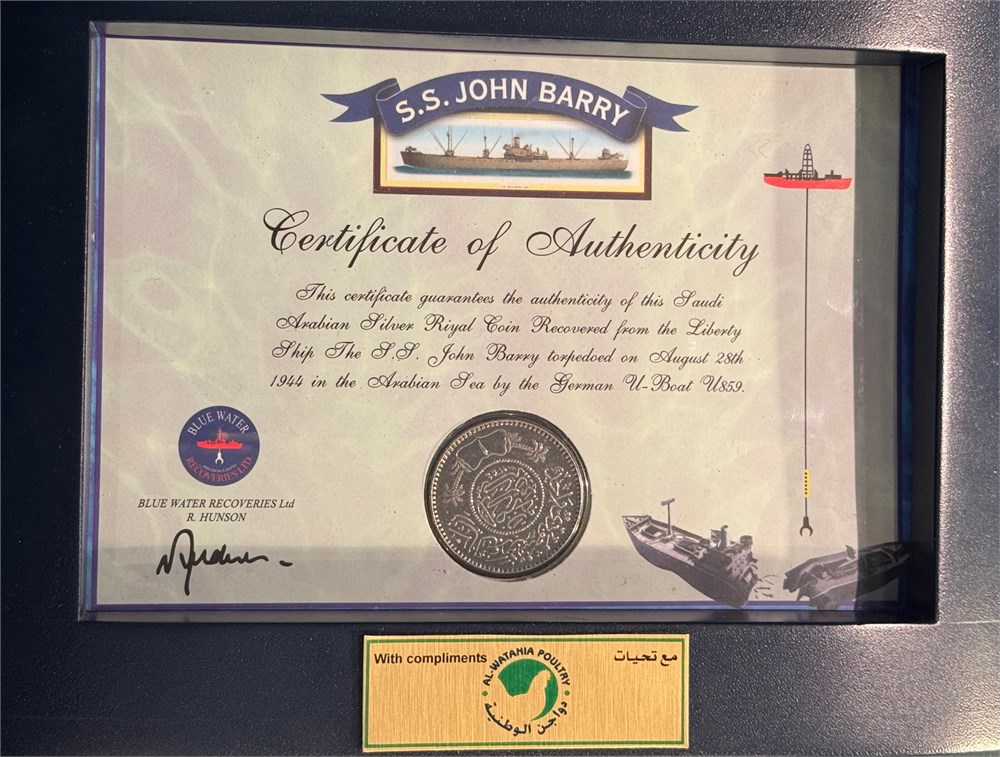 S.S. JOHN BARRY
Certificate of Authenticity
This certificate guarantees the authenticity of this Saudi
Arabian Silver Riyal Coin Recovered from the Liberty
Ship The S.S. John Barry torpedoed on August 28th
1944 in the Arabian Sea by the German U-Boat U859.
BLUE WATER
RECOVERIES LTD
BLUE WATER RECOVERIES Ltd
R. HUNSON
With compliments
AL-WATANIA POULTRY
دواجن الوطنية
مع تحيات